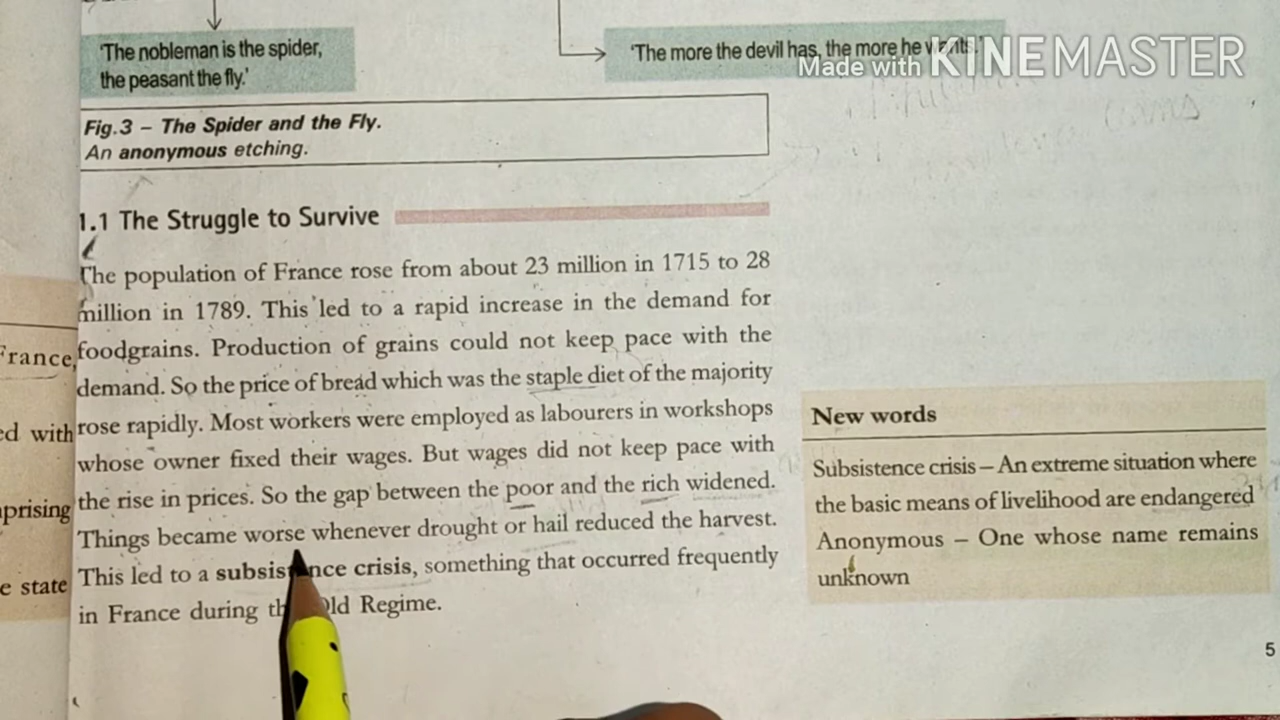 'The nobleman is the spider,
the peasant the fly.'
'The more the devil has, the more he wants.'
Made with KINEMASTER
Fig.3 – The Spider and the Fly.
An anonymous etching.
1.1 The Struggle to Survive
The population of France rose from about 23 million in 1715 to 28
million in 1789. This led to a rapid increase in the demand for
foodgrains. Production of grains could not keep pace with the
demand. So the price of bread which was the staple diet of the majority
rose rapidly. Most workers were employed as labourers in workshops
whose owner fixed their wages. But wages did not keep pace with
the rise in prices. So the gap between the poor and the rich widened.
Things became worse whenever drought or hail reduced the harvest.
This led to a subsistence crisis, something that occurred frequently
in France during the Old Regime.
France,
ed with
prising
e state
New words
Subsistence crisis – An extreme situation where
the basic means of livelihood are endangered
Anonymous – One whose name remains
unknown
5